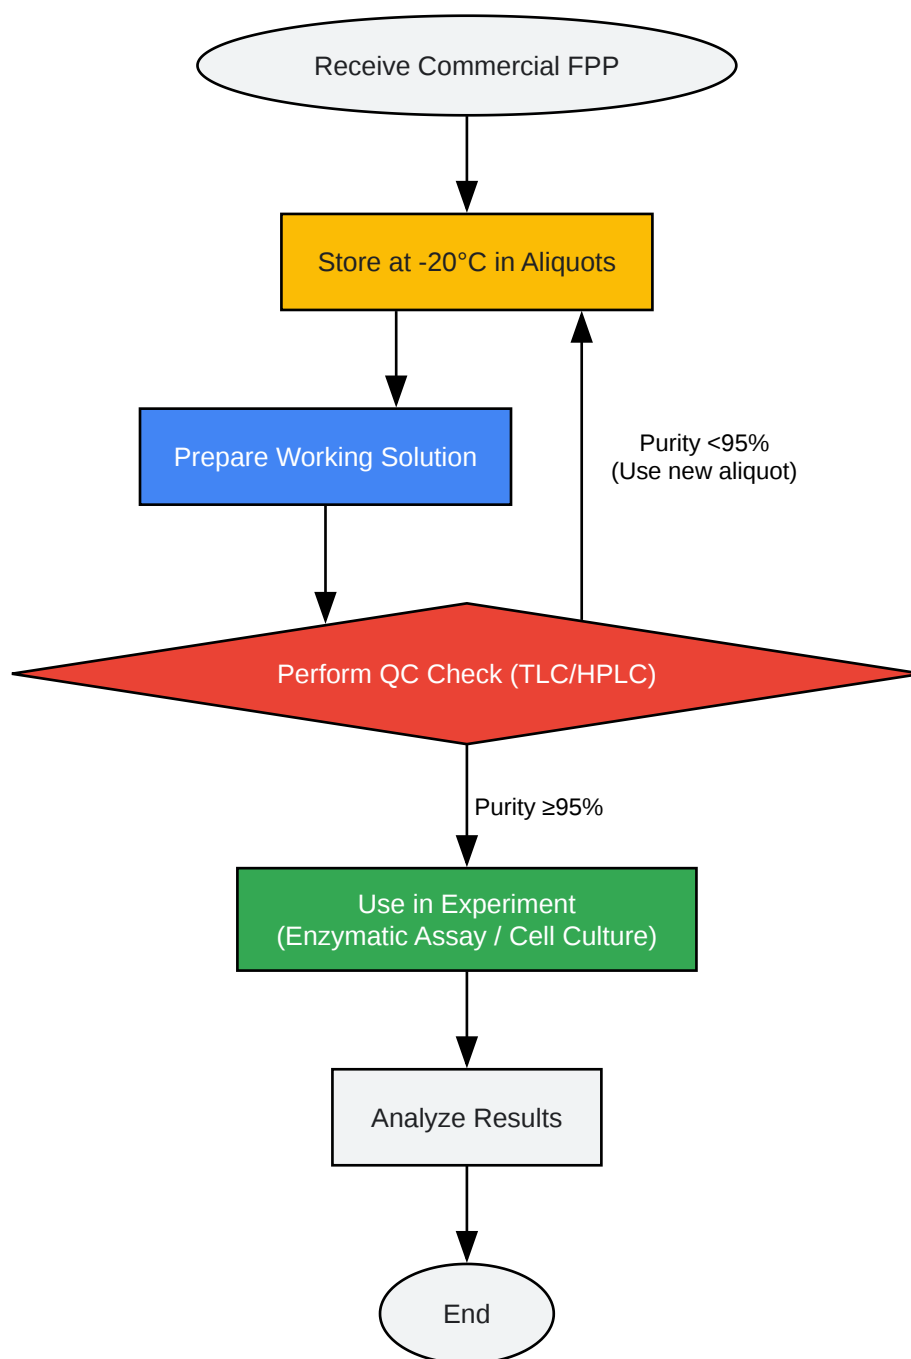 Receive Commercial FPP
Store at -20°C in Aliquots
Prepare Working Solution
Purity <95%
(Use new aliquot)
Perform QC Check (TLC/HPLC)
Purity ≥95%
Use in Experiment
(Enzymatic Assay / Cell Culture)
Analyze Results
End